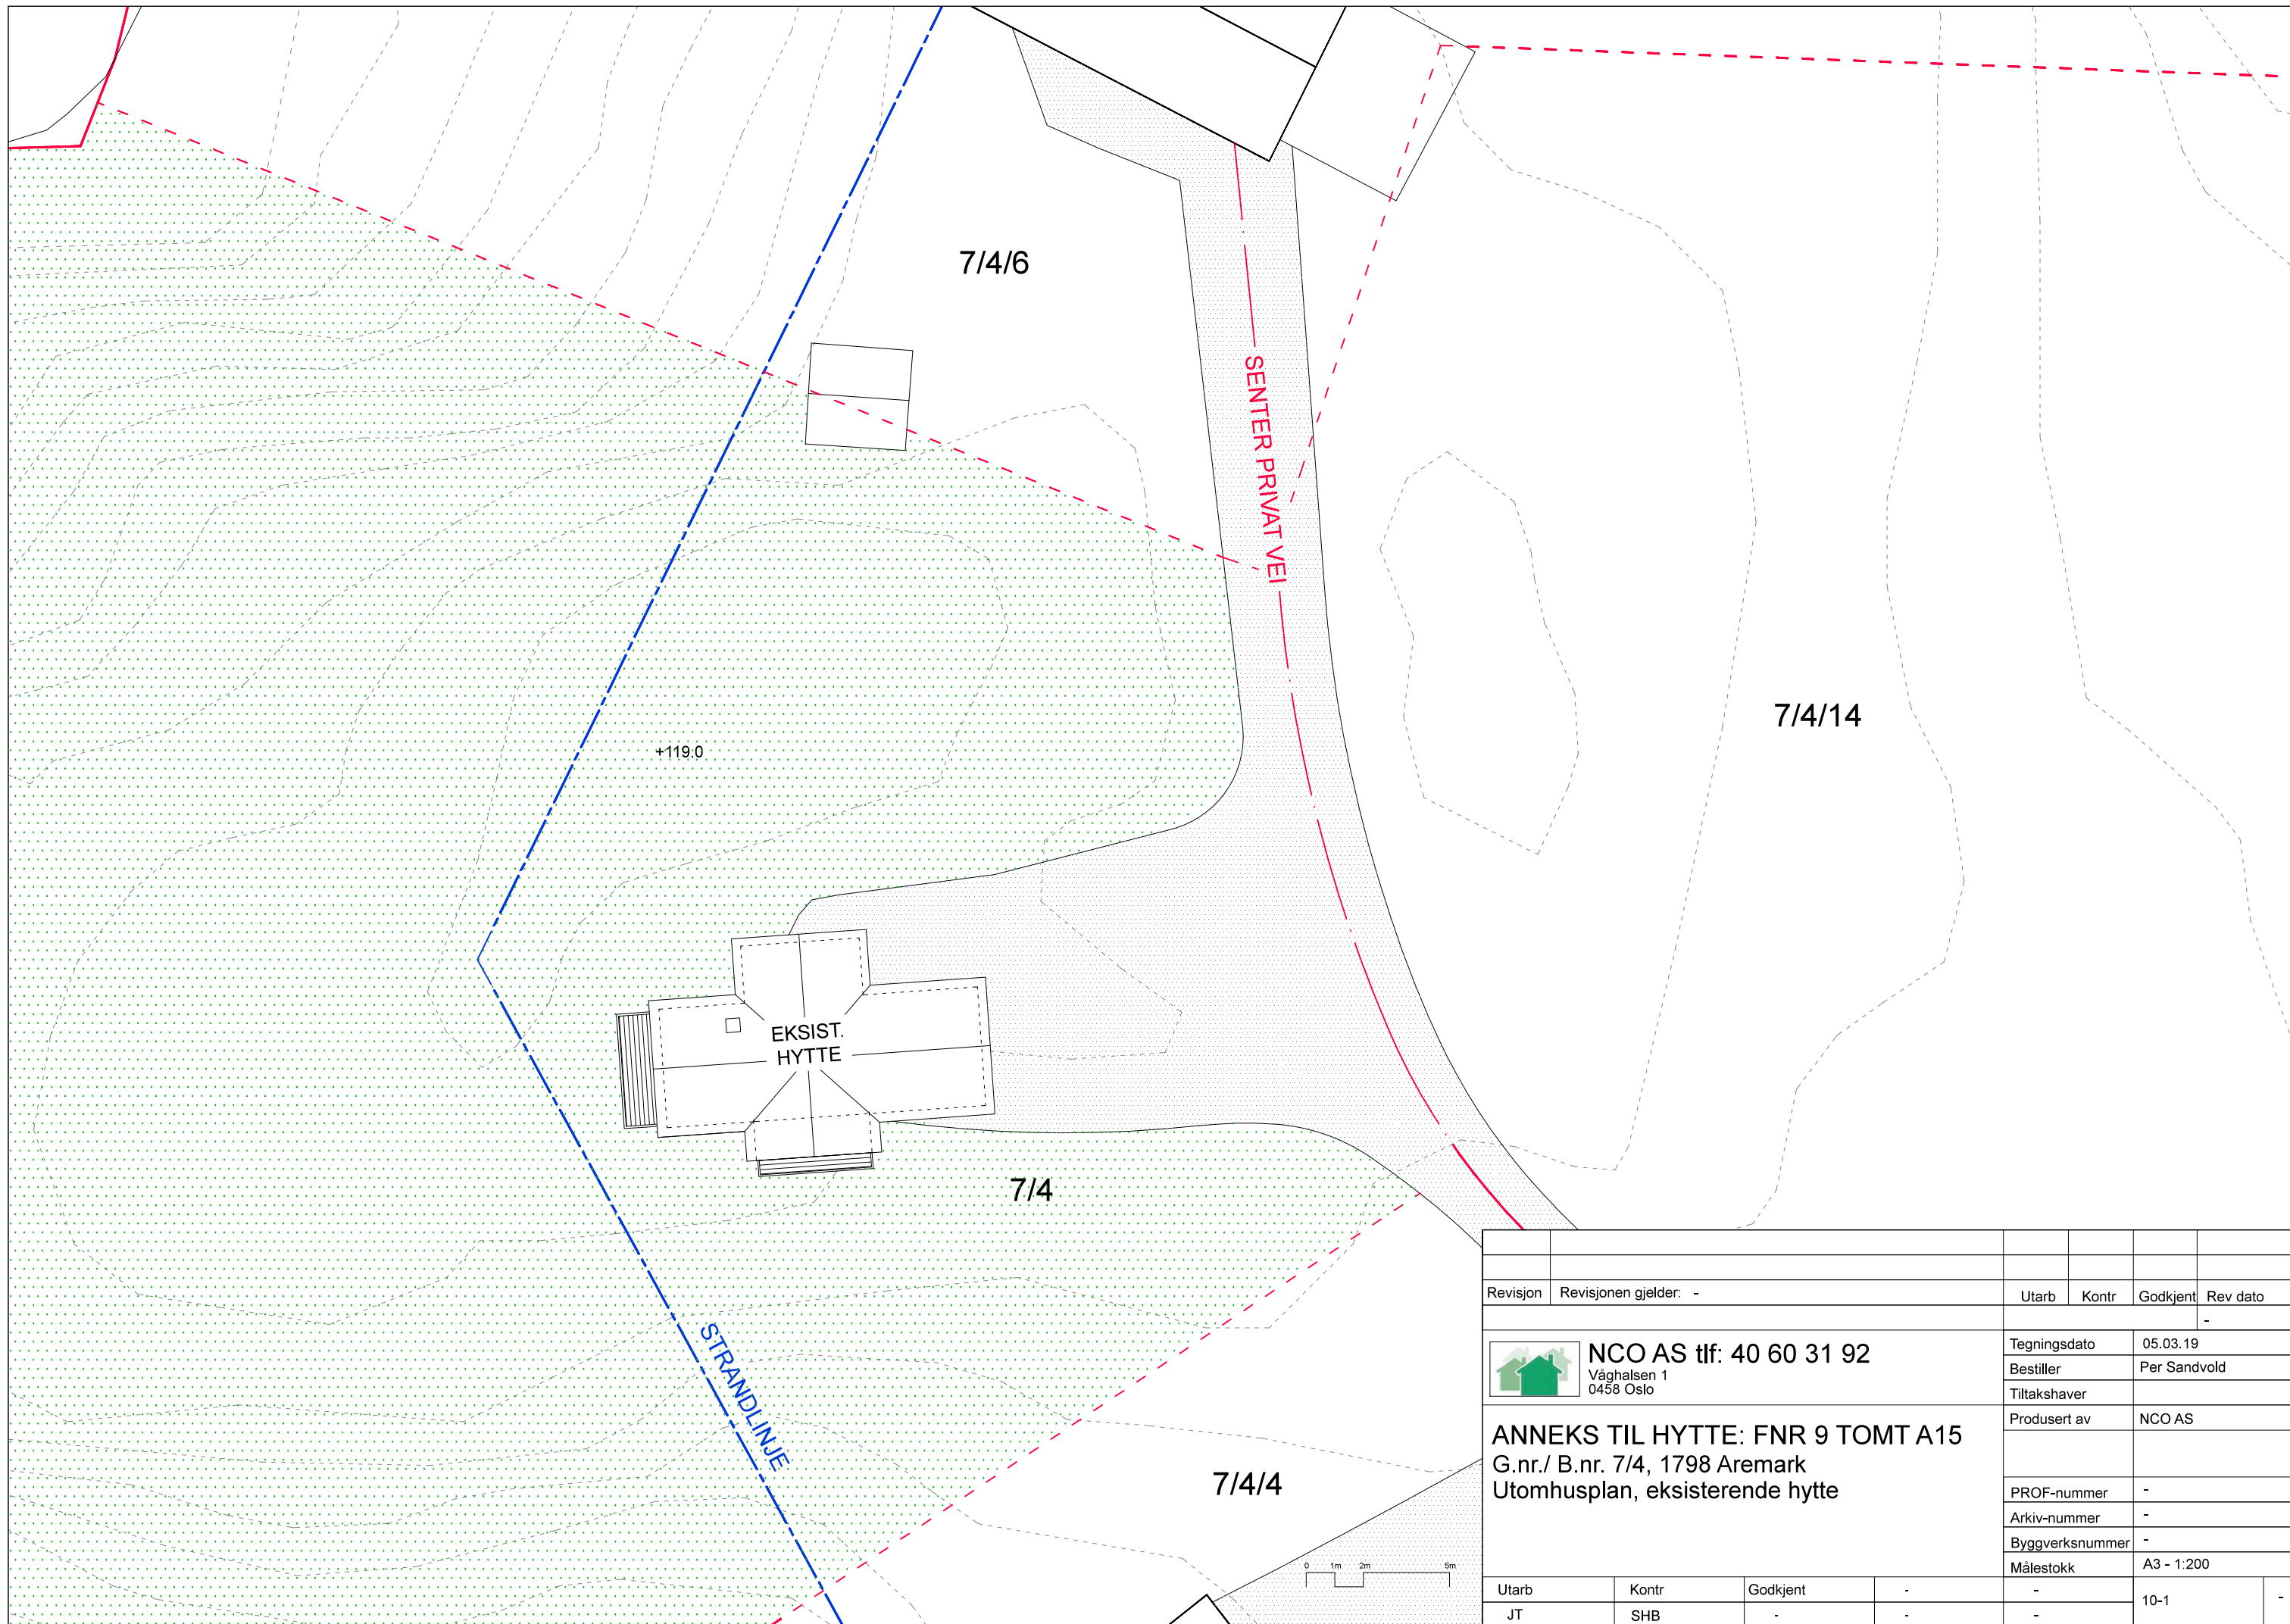 7/4/6
SENTER PRIVAT VEI
7/4/14
+119.0
EKSIST.
HYTTE
7/4
STRANDLINJE
7/4/4
0 1m 2m 5m
Revisjon Revisjonen gjelder: - Utarb Kontr Godkjent Rev dato
-
NCO AS tlf: 40 60 31 92
Våghalsen 1
0458 Oslo
Tegningsdato 05.03.19
Bestiller Per Sandvold
Tiltakshaver
Produsert av NCO AS
ANNEKS TIL HYTTE: FNR 9 TOMT A15
G.nr./ B.nr. 7/4, 1798 Aremark
Utomhusplan, eksisterende hytte
PROF-nummer -
Arkiv-nummer -
Byggverksnummer -
Målestokk A3 - 1:200
Utarb Kontr Godkjent - -
JT SHB - - -
10-1 -